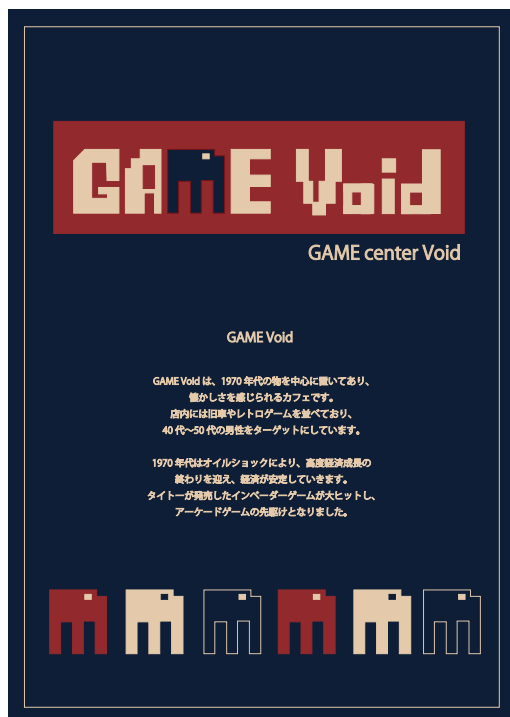 GAME Void
GAME center Void
GAME Void
GAME Void は、1970 年代の物を中心に置いてあり、
懐かしさを感じられるカフェです。
店内には旧車やレトロゲームを並べており、
40 代〜50 代の男性をターゲットにしています。
1970 年代はオイルショックにより、高度経済成長の
終わりを迎え、経済が安定していきます。
タイトーが発売したインベーダーゲームが大ヒットし、
アーケードゲームの先駆けとなりました。